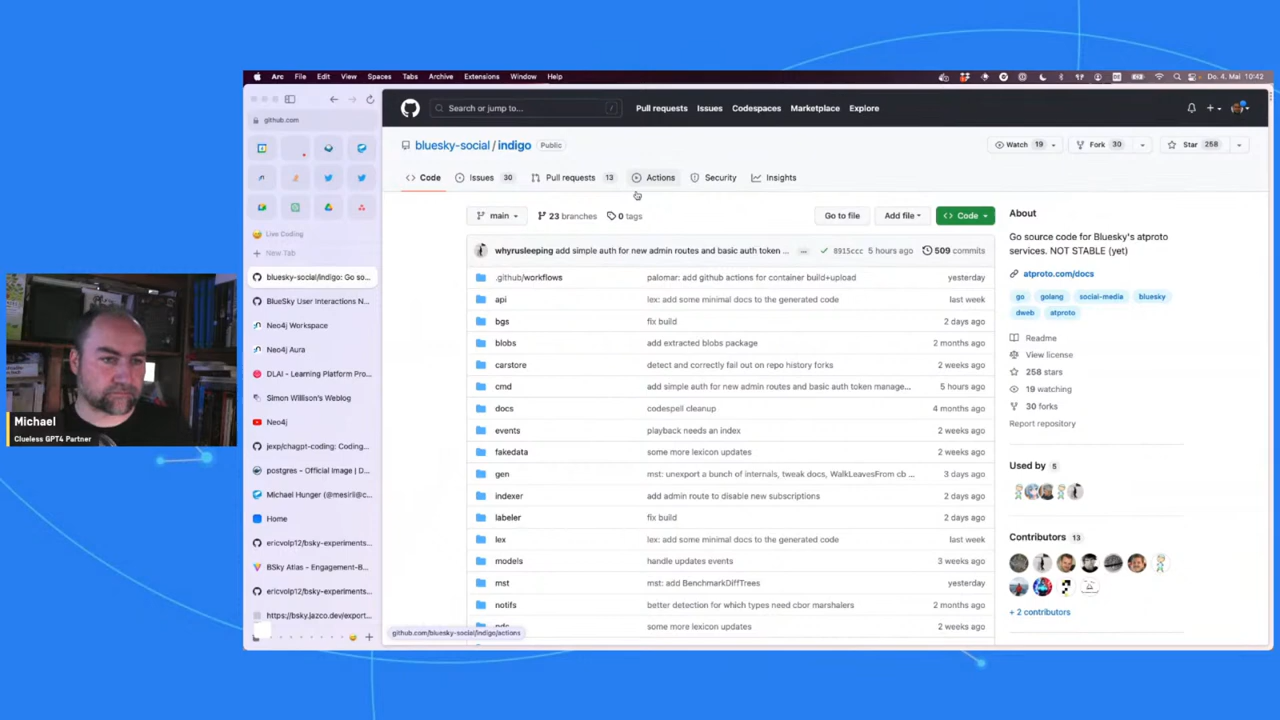 Arc File Edit View Spaces Tabs Archive Extensions Window Help Do. 4. Mai 10:42
github.com
Live Coding
New Tab
bluesky-social/indigo: Go so...
BlueSky User Interactions N...
Neo4j Workspace
Neo4j Aura
DLAI - Learning Platform Pro...
Simon Willison's Weblog
Neo4j
jexp/chagpt-coding: Coding...
postgres - Official Image | D...
Michael Hunger (@mesirii@c...
Home
ericvolp12/bsky-experiments...
BSky Atlas - Engagement-B...
ericvolp12/bsky-experiments...
https://bsky.jazco.dev/export...
Search or jump to... / Pull requests Issues Codespaces Marketplace Explore
bluesky-social / indigo Public Watch 19 Fork 30 Star 258
Code Issues 30 Pull requests 13 Actions Security Insights
main 23 branches 0 tags Go to file Add file Code
whyrusleeping add simple auth for new admin routes and basic auth token ... ... 8915ccc 5 hours ago 509 commits
.github/workflows palomar: add github actions for container build+upload yesterday
api lex: add some minimal docs to the generated code last week
bgs fix build 2 days ago
blobs add extracted blobs package 2 months ago
carstore detect and correctly fail out on repo history forks 2 weeks ago
cmd add simple auth for new admin routes and basic auth token manage... 5 hours ago
docs codespell cleanup 4 months ago
events playback needs an index 2 weeks ago
fakedata some more lexicon updates 2 weeks ago
gen mst: unexport a bunch of internals, tweak docs, WalkLeavesFrom cb ... 3 days ago
indexer add admin route to disable new subscriptions 2 days ago
labeler fix build 2 days ago
lex lex: add some minimal docs to the generated code last week
models handle updates events 3 weeks ago
mst mst: add BenchmarkDiffTrees yesterday
notifs better detection for which types need cbor marshalers 2 months ago
pds some more lexicon updates 2 weeks ago
github.com/bluesky-social/indigo/actions
About
Go source code for Bluesky's atproto
services. NOT STABLE (yet)
atproto.com/docs
go golang social-media bluesky
dweb atproto
Readme
View license
258 stars
19 watching
30 forks
Report repository
Used by 5
Contributors 13
+ 2 contributors
Michael
Clueless GPT4 Partner